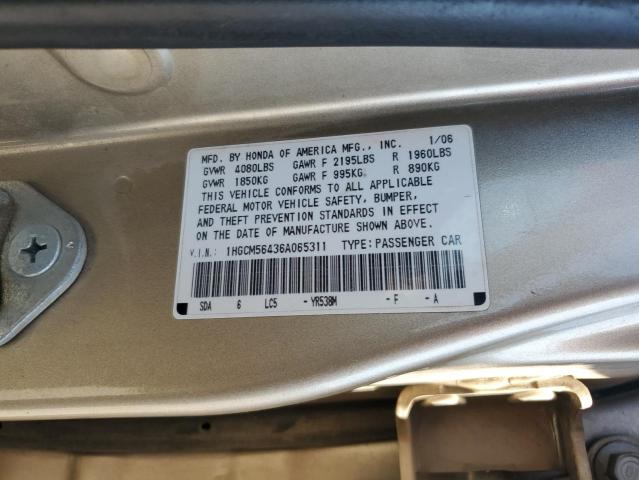 MFD. BY HONDA OF AMERICA MFG., INC. 1/06
GVWR 4080LBS GAWR F 2195LBS R 1960LBS
GVWR 1850KG GAWR F 995KG R 890KG
THIS VEHICLE CONFORMS TO ALL APPLICABLE
FEDERAL MOTOR VEHICLE SAFETY, BUMPER,
AND THEFT PREVENTION STANDARDS IN EFFECT
ON THE DATE OF MANUFACTURE SHOWN ABOVE.
V.I.N.: 1HGCM56436A065311 TYPE: PASSENGER CAR
SDA 6 LC5 - YR538M - F - A